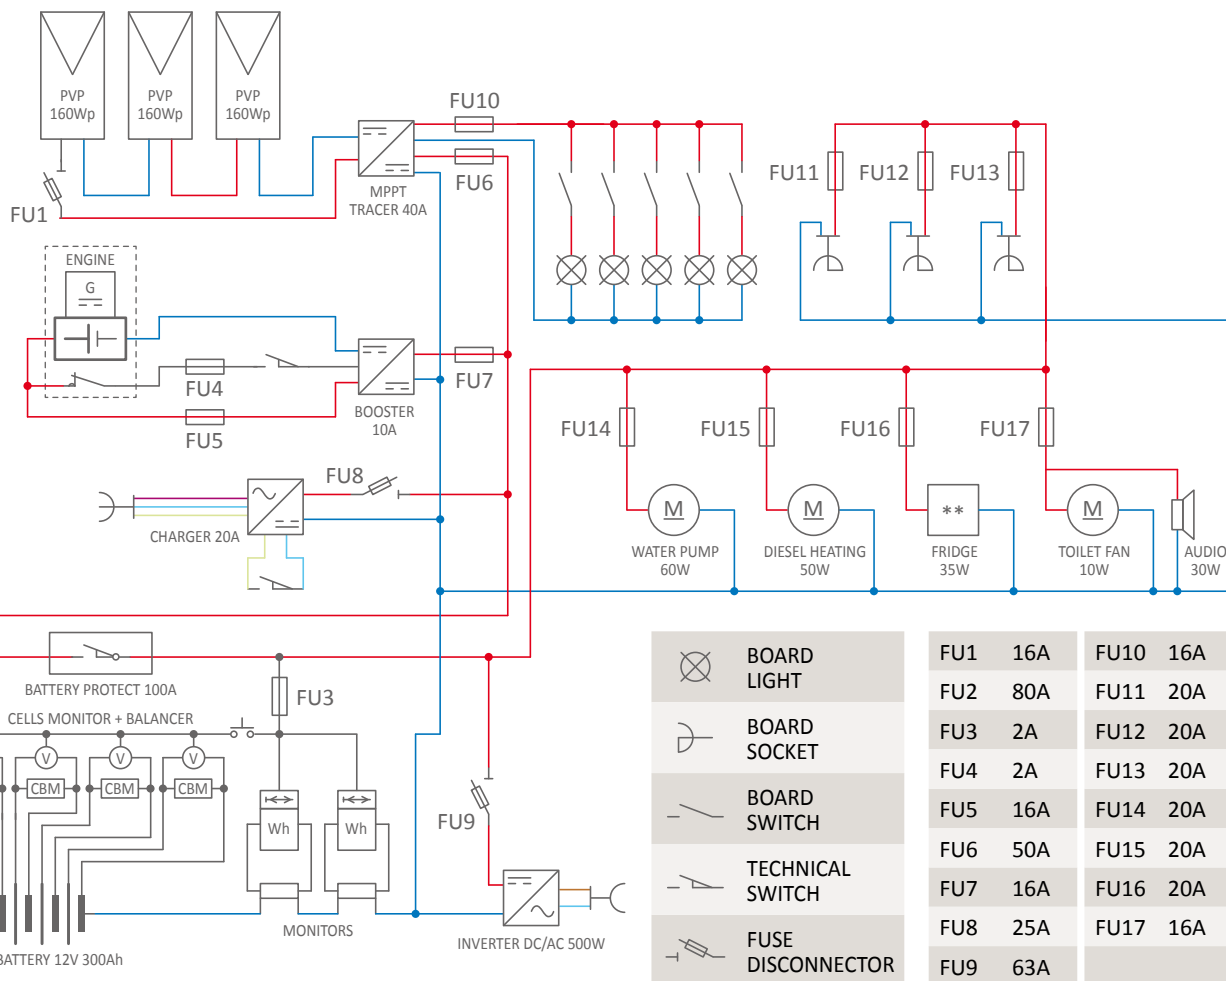 PVP
160Wp
PVP
160Wp
PVP
160Wp
FU1
MPPT
TRACER 40A
FU10
FU6
FU11
FU12
FU13
ENGINE
G
FU4
FU5
BOOSTER
10A
FU7
FU8
CHARGER 20A
FU14
FU15
FU16
FU17
M
M
**
M
WATER PUMP
60W
DIESEL HEATING
50W
FRIDGE
35W
TOILET FAN
10W
AUDIO
30W
BATTERY PROTECT 100A
FU3
CELLS MONITOR + BALANCER
V
V
V
CBM
CBM
CBM
Wh
Wh
FU9
MONITORS
INVERTER DC/AC 500W
BATTERY 12V 300Ah
BOARD
LIGHT
BOARD
SOCKET
BOARD
SWITCH
TECHNICAL
SWITCH
FUSE
DISCONNECTOR
FU1 16A
FU2 80A
FU3 2A
FU4 2A
FU5 16A
FU6 50A
FU7 16A
FU8 25A
FU9 63A
FU10 16A
FU11 20A
FU12 20A
FU13 20A
FU14 20A
FU15 20A
FU16 20A
FU17 16A